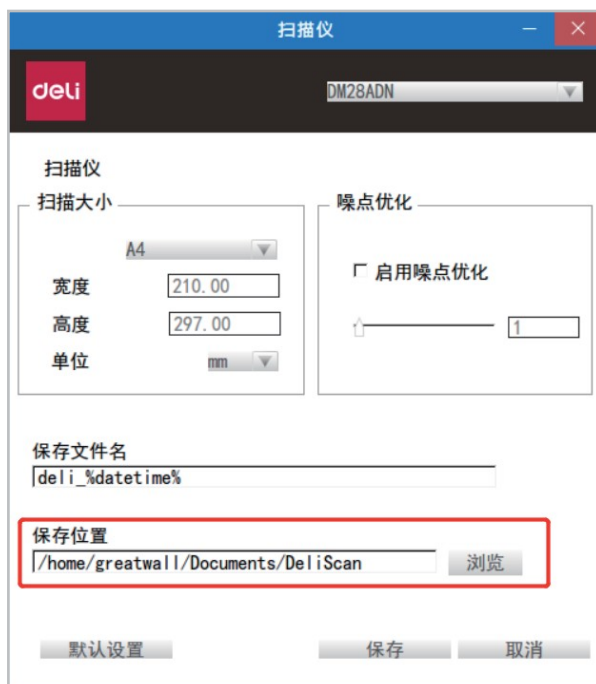 扫描仪
deli
DM28ADN
扫描仪
扫描大小
A4
宽度 210.00
高度 297.00
单位 mm
噪点优化
启用噪点优化
1
保存文件名
deli_%datetime%
保存位置
/home/greatwall/Documents/DeliScan 浏览
默认设置 保存 取消